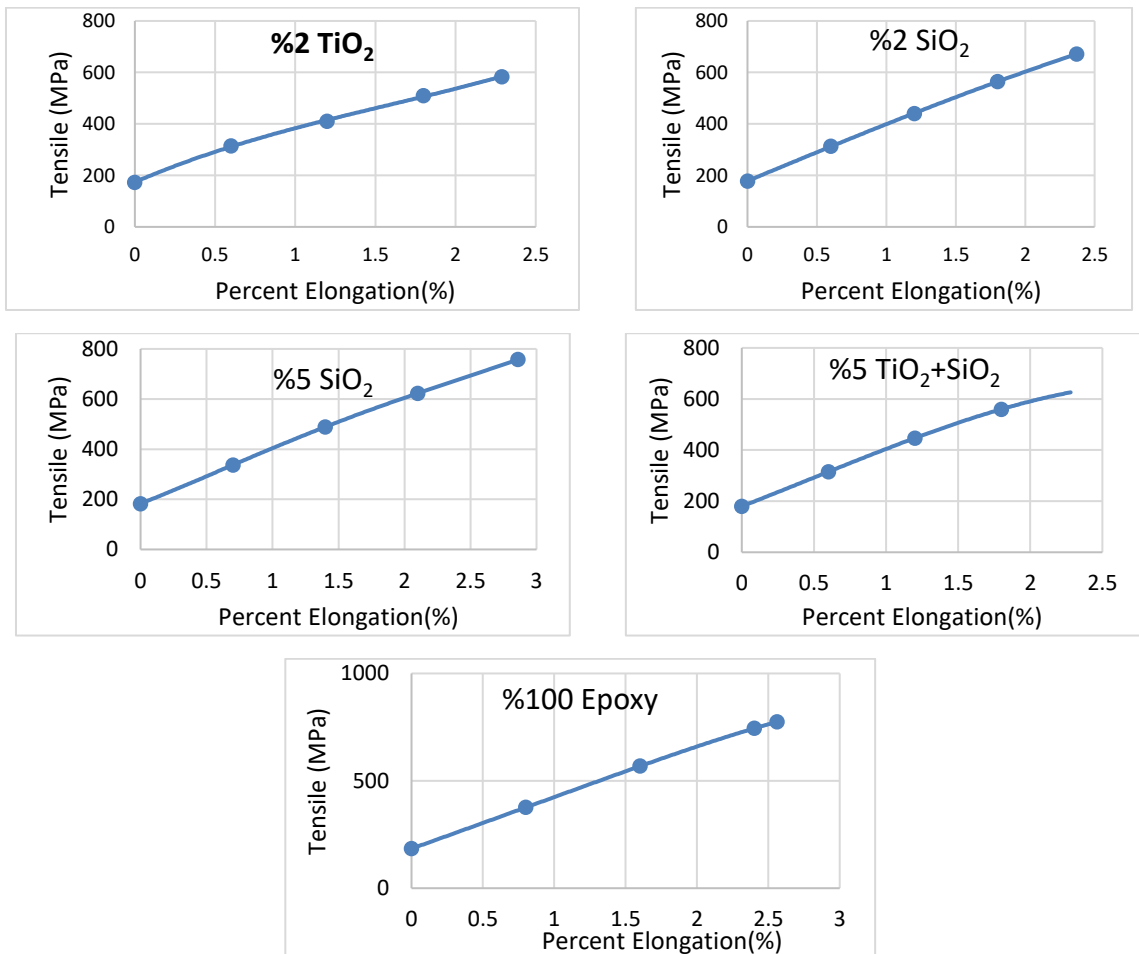 %2 TiO₂
Tensile (MPa)
800
600
400
200
0
0 0.5 1 1.5 2 2.5
Percent Elongation(%)
%2 SiO₂
Tensile (MPa)
800
600
400
200
0
0 0.5 1 1.5 2 2.5
Percent Elongation(%)
%5 SiO₂
Tensile (MPa)
800
600
400
200
0
0 0.5 1 1.5 2 2.5 3
Percent Elongation(%)
%5 TiO₂+SiO₂
Tensile (MPa)
800
600
400
200
0
0 0.5 1 1.5 2 2.5
Percent Elongation(%)
%100 Epoxy
Tensile (MPa)
1000
500
0
0 0.5 1 1.5 2 2.5 3
Percent Elongation(%)